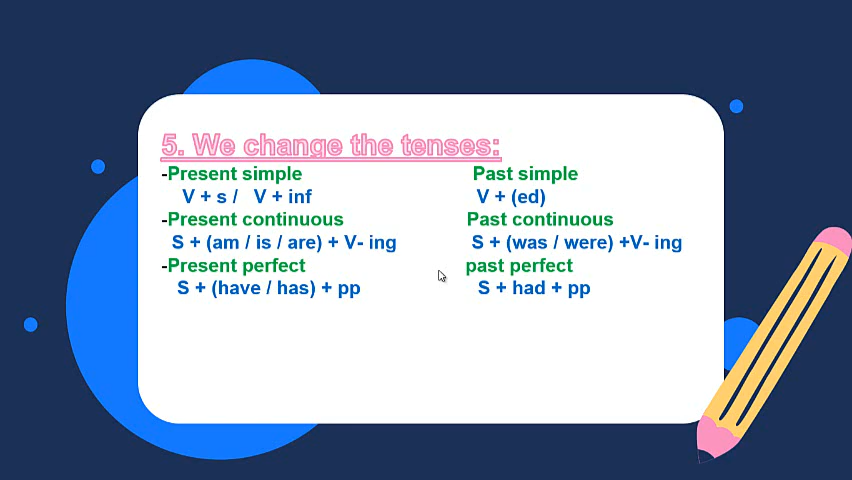 5. We change the tenses:
-Present simple Past simple
V + s / V + inf V + (ed)
-Present continuous Past continuous
S + (am / is / are) + V- ing S + (was / were) +V- ing
-Present perfect past perfect
S + (have / has) + pp S + had + pp